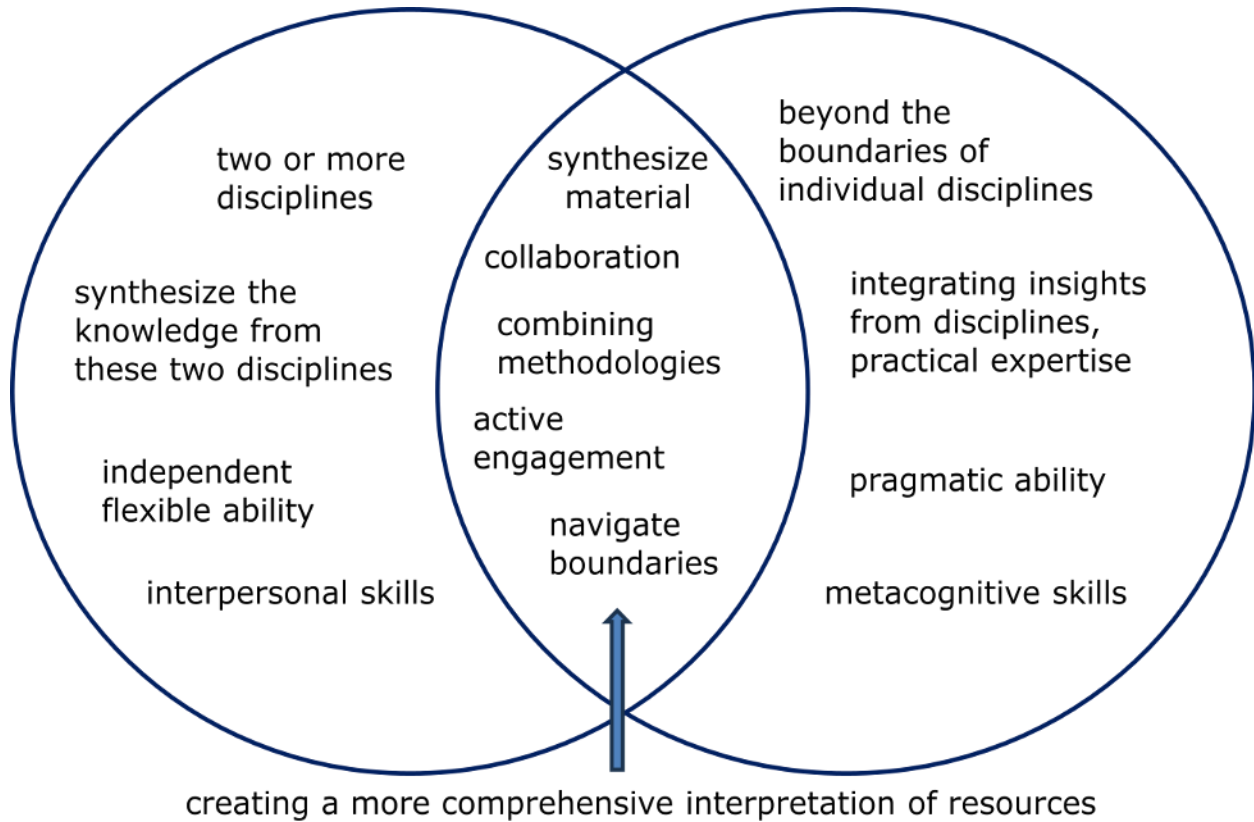 two or more
disciplines
synthesize the
knowledge from
these two disciplines
independent
flexible ability
interpersonal skills
synthesize
material
collaboration
combining
methodologies
active
engagement
navigate
boundaries
beyond the
boundaries of
individual disciplines
integrating insights
from disciplines,
practical expertise
pragmatic ability
metacognitive skills
creating a more comprehensive interpretation of resources